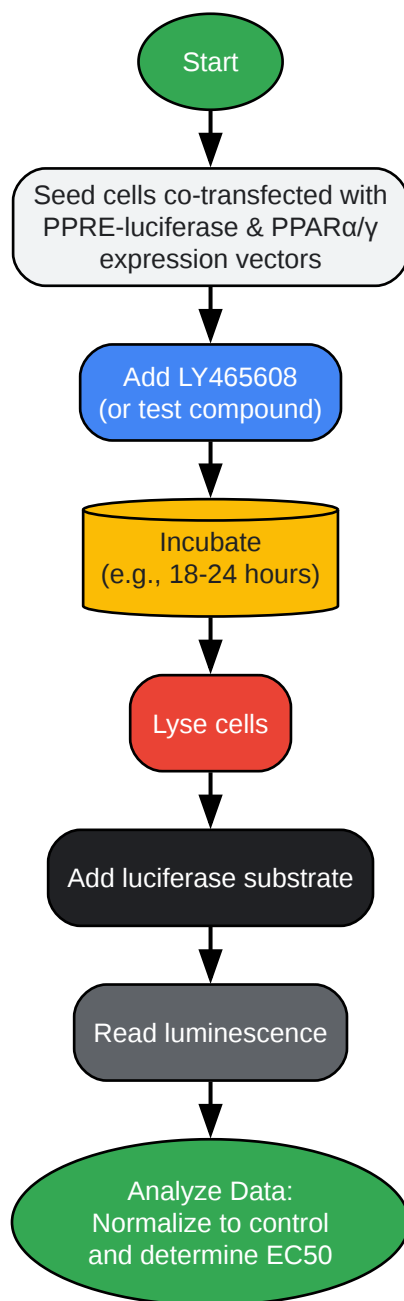 Start
Seed cells co-transfected with
PPRE-luciferase & PPARα/γ
expression vectors
Add LY465608
(or test compound)
Incubate
(e.g., 18-24 hours)
Lyse cells
Add luciferase substrate
Read luminescence
Analyze Data:
Normalize to control
and determine EC50